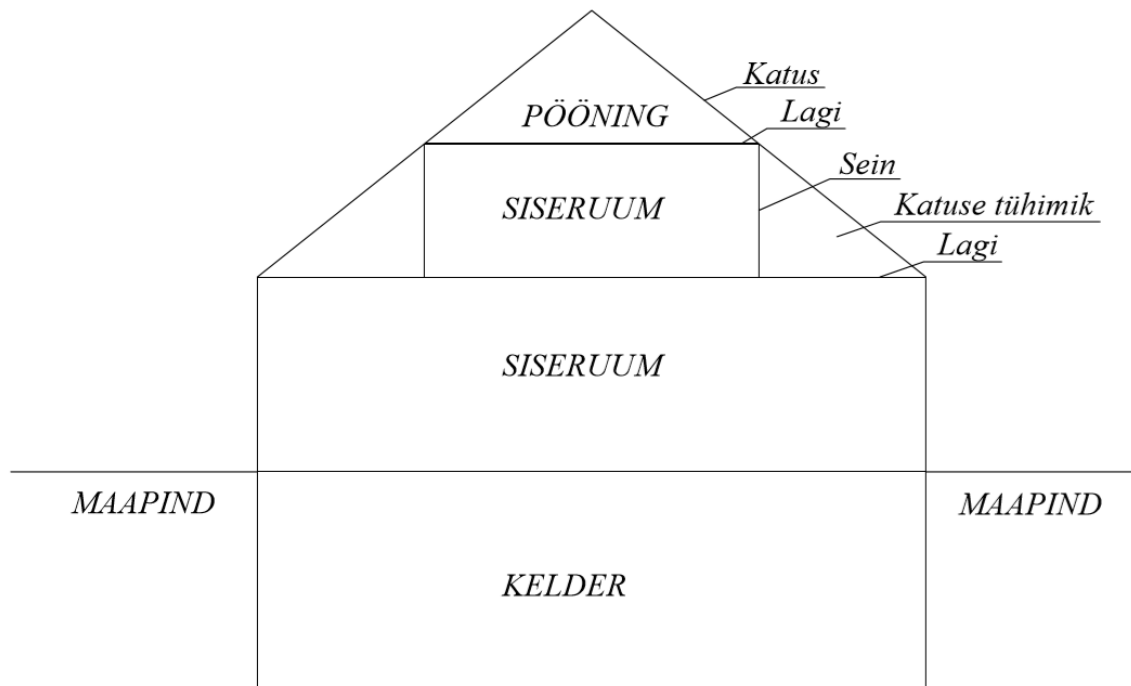 Katus
PÖÖNING
Lagi
Sein
SISERUUM
Katuse tühimik
Lagi
SISERUUM
MAAPIND
MAAPIND
KELDER